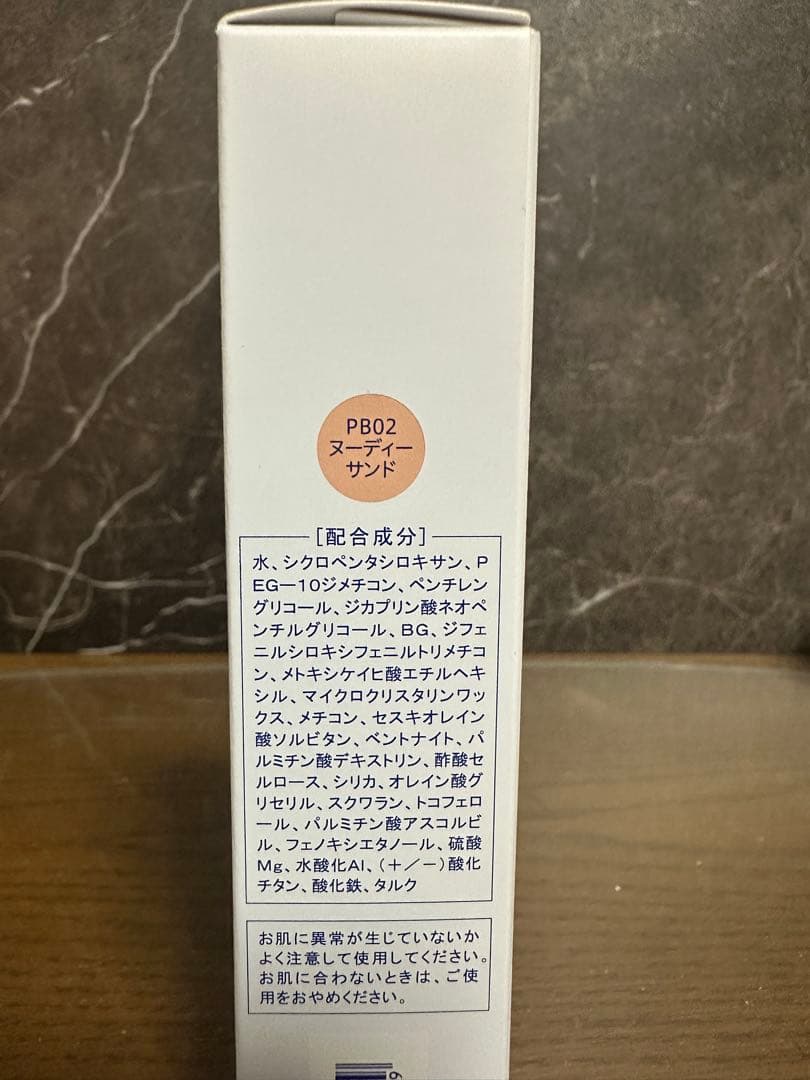 PB02
ヌーディー
サンド
[配合成分]
水、シクロペンタシロキサン、P
EG－10ジメチコン、ペンチレン
グリコール、ジカプリン酸ネオペ
ンチルグリコール、BG、ジフェ
ニルシロキシフェニルトリメチコ
ン、メトキシケイヒ酸エチルヘキ
シル、マイクロクリスタリンワッ
クス、メチコン、セスキオレイン
酸ソルビタン、ベントナイト、パ
ルミチン酸デキストリン、酢酸セ
ルロース、シリカ、オレイン酸グ
リセリル、スクワラン、トコフェロ
ール、パルミチン酸アスコルビ
ル、フェノキシエタノール、硫酸
Mg、水酸化Al、（＋／－）酸化
チタン、酸化鉄、タルク
お肌に異常が生じていないか
よく注意して使用してください。
お肌に合わないときは、ご使
用をおやめください。